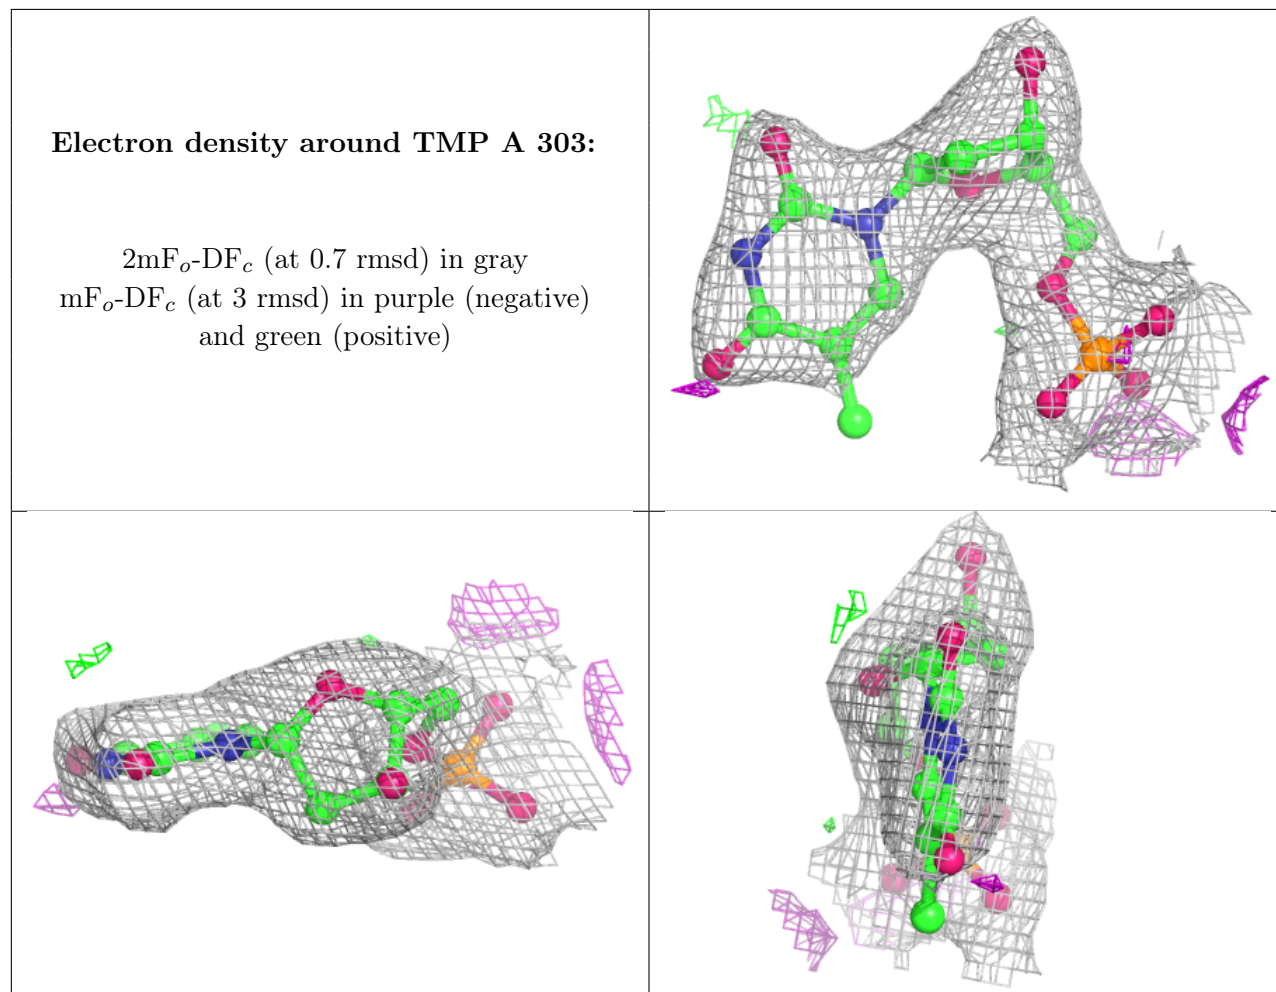 Electron density around TMP A 303:
2mFo-DFc (at 0.7 rmsd) in gray
mFo-DFc (at 3 rmsd) in purple (negative)
and green (positive)